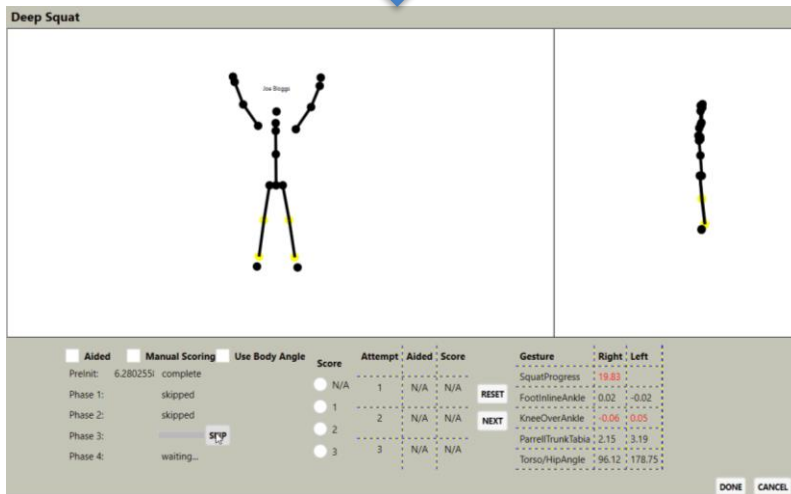 Deep Squat
Joe Bloggs
Aided Manual Scoring Use Body Angle
PreInit: 6.280255 complete
Phase 1: skipped
Phase 2: skipped
Phase 3: SKIP
Phase 4: waiting...
Score
N/A
1
2
3
Attempt Aided Score
1 N/A N/A
2 N/A N/A
3 N/A N/A
RESET
NEXT
Gesture Right Left
SquatProgress 19.83
FootInlineAnkle 0.02 -0.02
KneeOverAnkle -0.06 0.05
ParrellTrunkTabia 2.15 3.19
Torso/HipAngle 96.12 178.75
DONE CANCEL